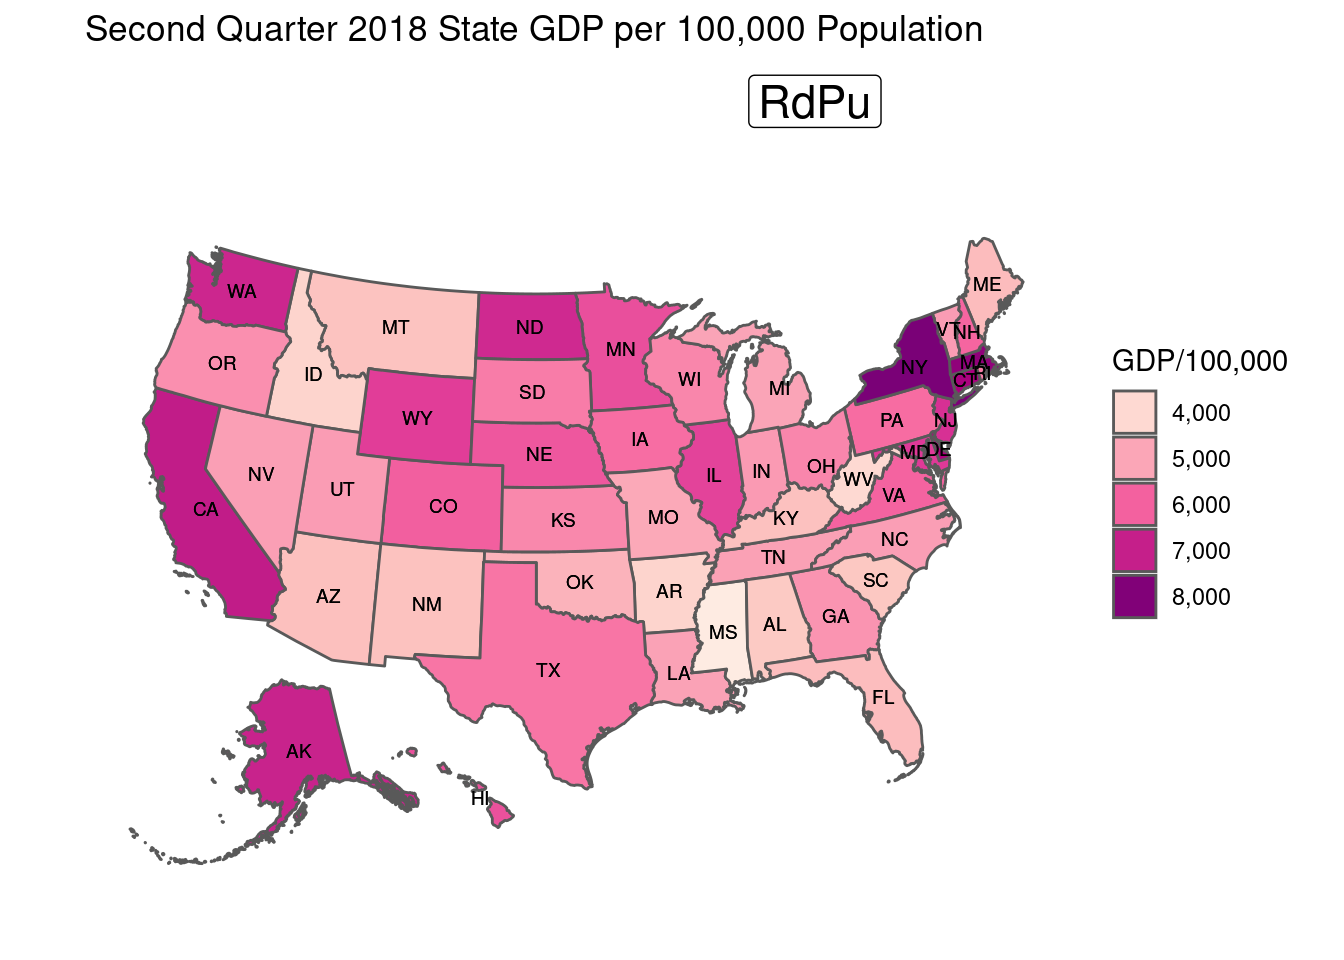 Second Quarter 2018 State GDP per 100,000 Population
RdPu
WA
MT
ND
MN
ME
OR
ID
SD
WI
MI
NY
VT
NH
MA
RI
CT
WY
NE
IA
PA
NJ
NV
UT
CO
KS
MO
IL
IN
OH
WV
MD
DE
VA
CA
KY
NC
TN
SC
AZ
NM
OK
AR
MS
AL
GA
TX
LA
FL
AK
HI
GDP/100,000
4,000
5,000
6,000
7,000
8,000